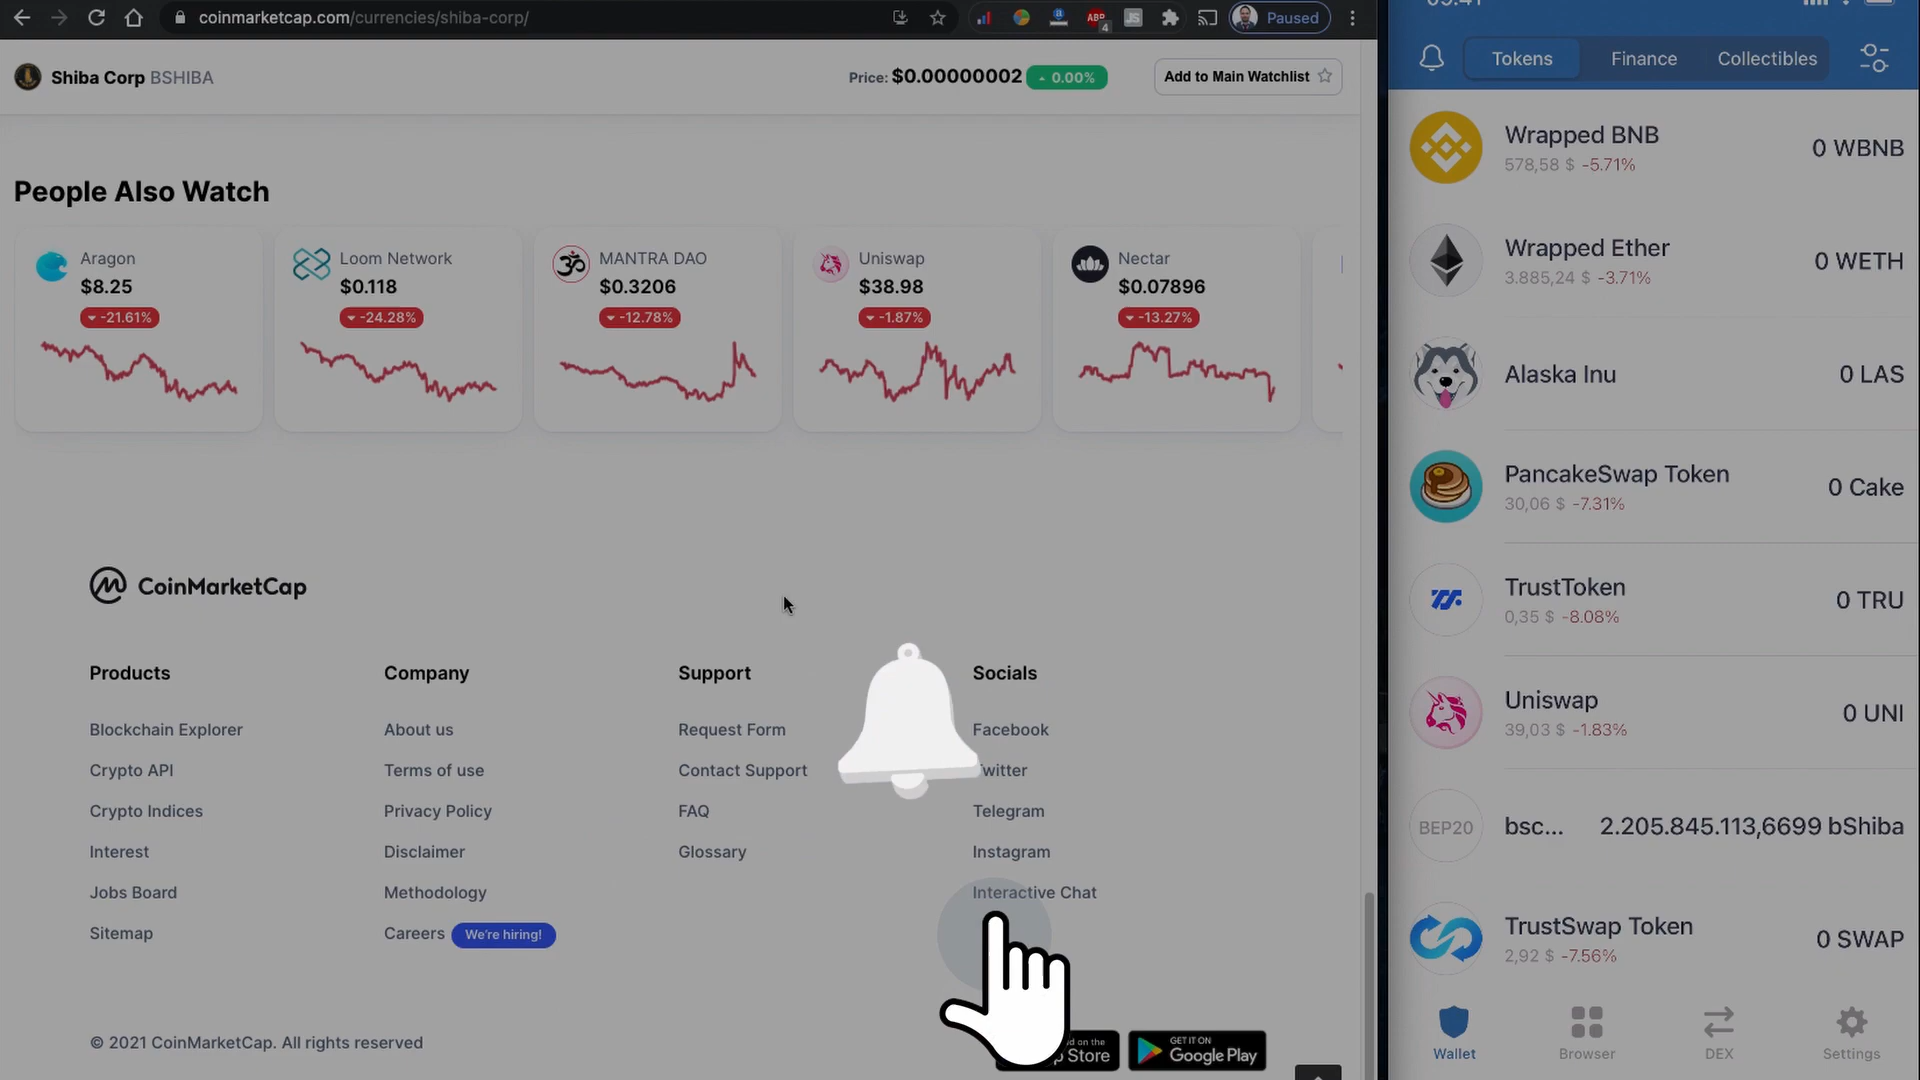 coinmarketcap.com/currencies/shiba-corp/
ABP
4
JS
Paused
Shiba Corp BSHIBA
Price: $0.00000002 0.00%
Add to Main Watchlist
People Also Watch
Aragon
$8.25
-21.61%
Loom Network
$0.118
-24.28%
MANTRA DAO
$0.3206
-12.78%
Uniswap
$38.98
-1.87%
Nectar
$0.07896
-13.27%
CoinMarketCap
Products
Blockchain Explorer
Crypto API
Crypto Indices
Interest
Jobs Board
Sitemap
Company
About us
Terms of use
Privacy Policy
Disclaimer
Methodology
Careers We're hiring!
Support
Request Form
Contact Support
FAQ
Glossary
Socials
Facebook
witter
Telegram
Instagram
Interactive Chat
© 2021 CoinMarketCap. All rights reserved
d on the
Store
GET IT ON
Google Play
Tokens
Finance
Collectibles
Wrapped BNB
578,58 $ -5.71%
0 WBNB
Wrapped Ether
3.885,24 $ -3.71%
0 WETH
Alaska Inu
0 LAS
PancakeSwap Token
30,06 $ -7.31%
0 Cake
TrustToken
0,35 $ -8.08%
0 TRU
Uniswap
39,03 $ -1.83%
0 UNI
BEP20
bsc...
2.205.845.113,6699 bShiba
TrustSwap Token
2,92 $ -7.56%
0 SWAP
Wallet
Browser
DEX
Settings